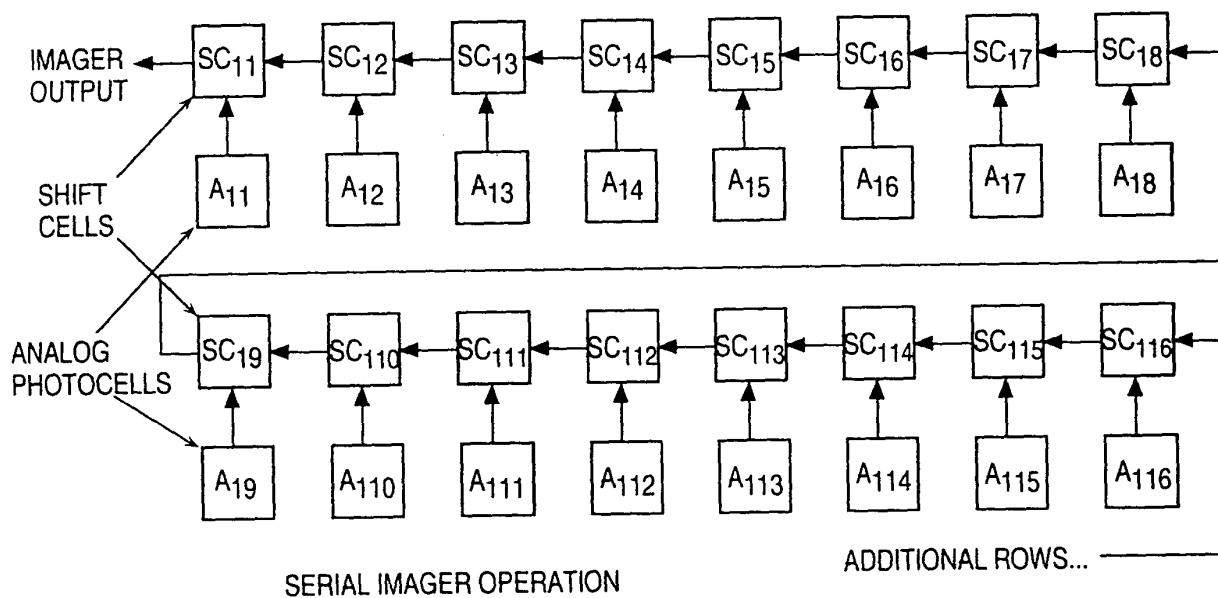 IMAGER
OUTPUT
SC11 SC12 SC13 SC14 SC15 SC16 SC17 SC18
A11 A12 A13 A14 A15 A16 A17 A18
SHIFT
CELLS
SC19 SC110 SC111 SC112 SC113 SC114 SC115 SC116
ANALOG
PHOTOCELLS
A19 A110 A111 A112 A113 A114 A115 A116
ADDITIONAL ROWS...
SERIAL IMAGER OPERATION